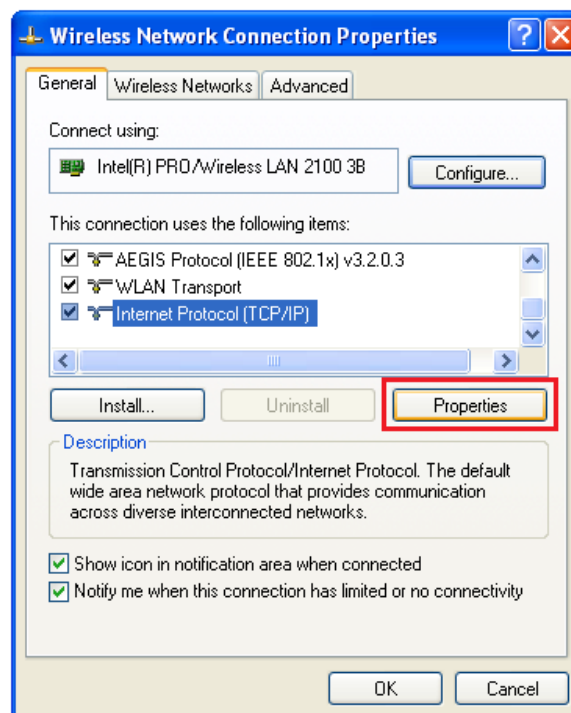 Wireless Network Connection Properties
General Wireless Networks Advanced
Connect using:
Intel(R) PRO/Wireless LAN 2100 3B Configure...
This connection uses the following items:
AEGIS Protocol (IEEE 802.1x) v3.2.0.3
WLAN Transport
Internet Protocol (TCP/IP)
Install... Uninstall Properties
Description
Transmission Control Protocol/Internet Protocol. The default
wide area network protocol that provides communication
across diverse interconnected networks.
Show icon in notification area when connected
Notify me when this connection has limited or no connectivity
OK Cancel